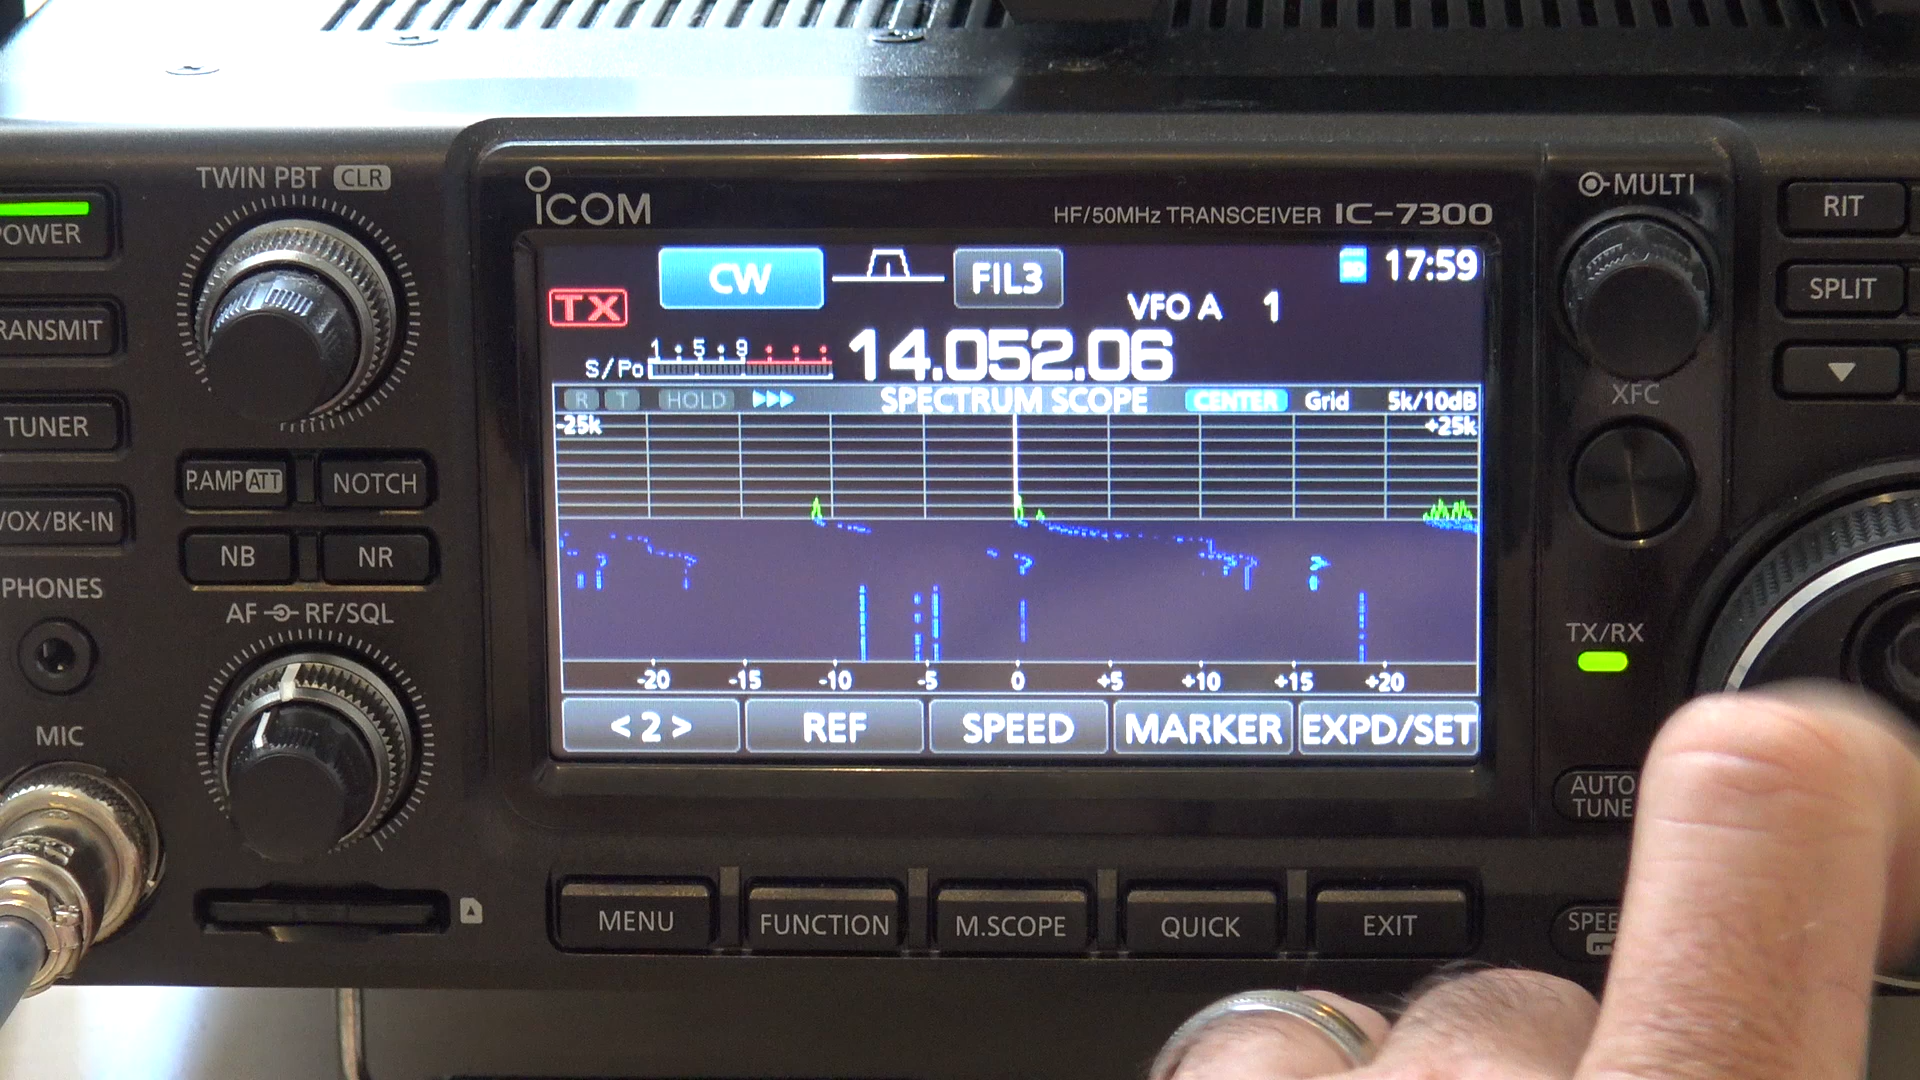 TWIN PBT CLR
POWER
TRANSMIT
TUNER
P.AMP ATT
NOTCH
VOX/BK-IN
NB
NR
PHONES
AF RF/SQL
MIC
ICOM
HF/50MHz TRANSCEIVER IC-7300
CW
FIL3
17:59
TX
VFO A 1
1 5 9
S/Po
14.052.06
R T HOLD SPECTRUM SCOPE CENTER Grid 5k/10dB
-25k +25k
-20 -15 -10 -5 0 +5 +10 +15 +20
< 2 > REF SPEED MARKER EXPD/SET
MENU FUNCTION M.SCOPE QUICK EXIT
MULTI
RIT
SPLIT
XFC
TX/RX
AUTO
TUNE
SPEE